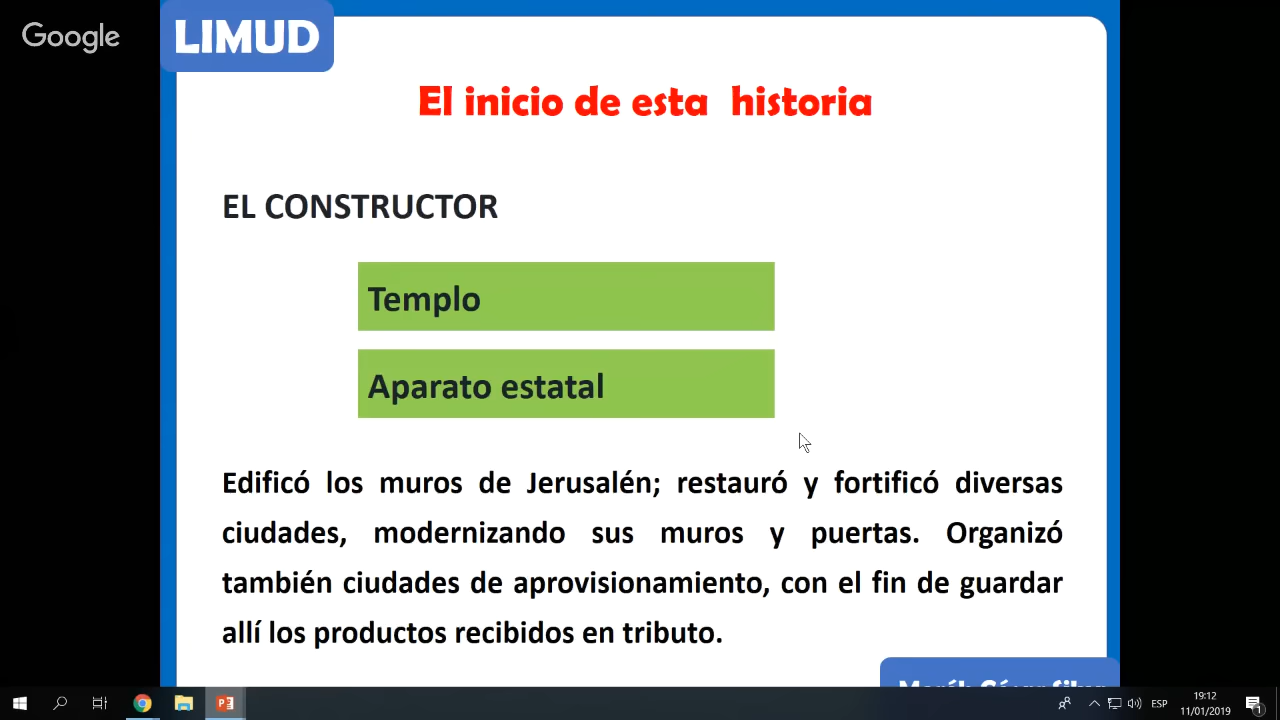 Google
LIMUD
El inicio de esta historia
EL CONSTRUCTOR
Templo
Aparato estatal
Edificó los muros de Jerusalén; restauró y fortificó diversas
ciudades, modernizando sus muros y puertas. Organizó
también ciudades de aprovisionamiento, con el fin de guardar
allí los productos recibidos en tributo.
ESP
19:12
11/01/2019
1